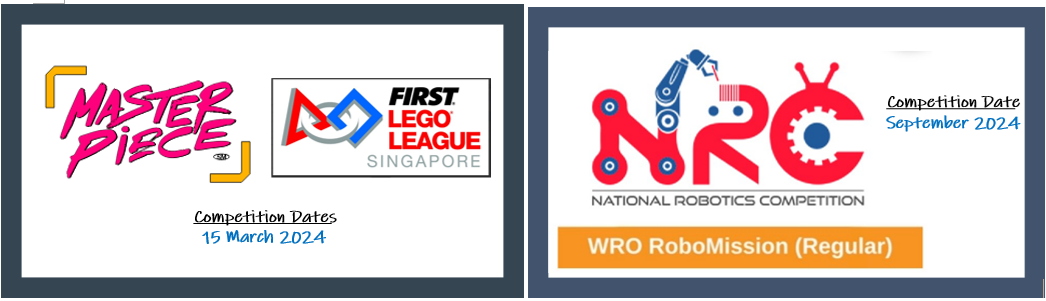 MASTER
PIECE
SM
FIRST
LEGO
LEAGUE
SINGAPORE
Competition Dates
15 March 2024
NRC
NATIONAL ROBOTICS COMPETITION
Competition Date
September 2024
WRO RoboMission (Regular)